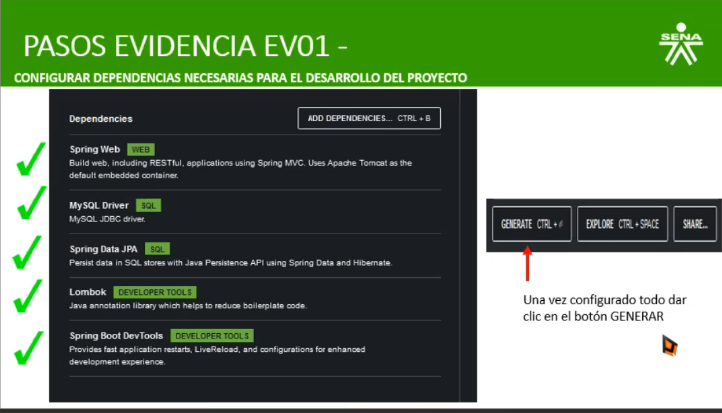 PASOS EVIDENCIA EV01 -
SENA
CONFIGURAR DEPENDENCIAS NECESARIAS PARA EL DESARROLLO DEL PROYECTO
Dependencies
ADD DEPENDENCIES... CTRL + B
Spring Web WEB
Build web, including RESTful, applications using Spring MVC. Uses Apache Tomcat as the
default embedded container.
MySQL Driver SQL
MySQL JDBC driver.
Spring Data JPA SQL
Persist data in SQL stores with Java Persistence API using Spring Data and Hibernate.
Lombok DEVELOPER TOOLS
Java annotation library which helps to reduce boilerplate code.
Spring Boot DevTools DEVELOPER TOOLS
Provides fast application restarts, LiveReload, and configurations for enhanced
development experience.
GENERATE CTRL +
EXPLORE CTRL + SPACE
SHARE...
Una vez configurado todo dar
clic en el botón GENERAR